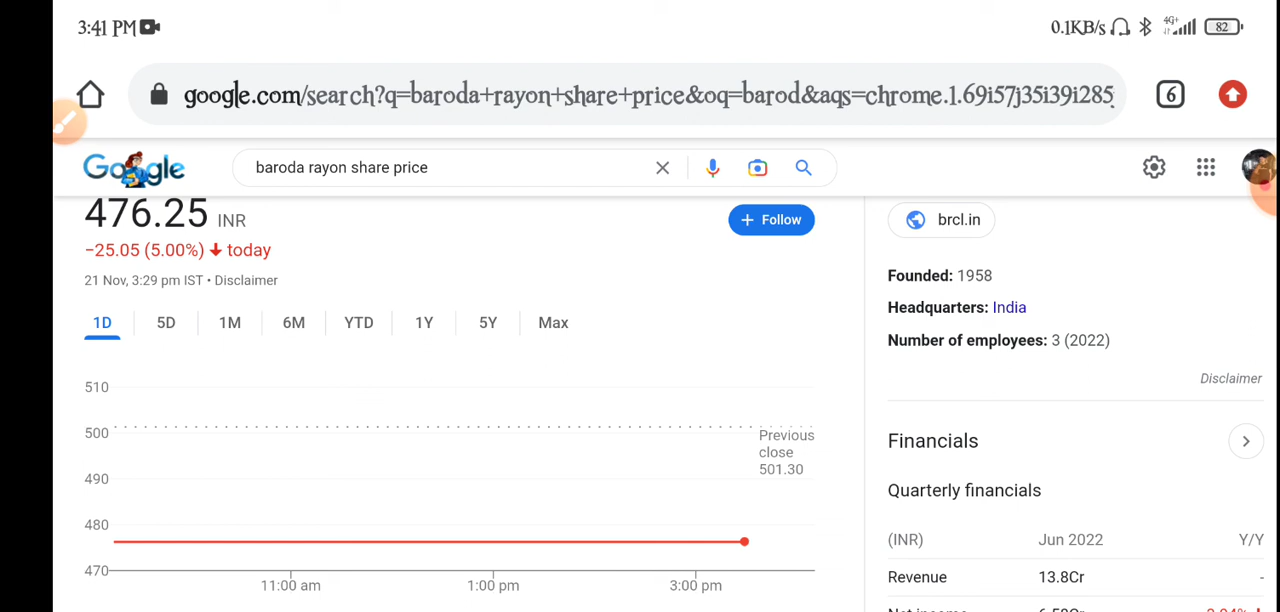 3:41 PM
0.1KB/s 4G+ 82
google.com/search?q=baroda+rayon+share+price&oq=barod&aqs=chrome.1.69i57j35i39i285j
6
Google
baroda rayon share price
476.25 INR
+ Follow
−25.05 (5.00%) ↓ today
21 Nov, 3:29 pm IST • Disclaimer
1D 5D 1M 6M YTD 1Y 5Y Max
510
500
490
480
470
Previous
close
501.30
11:00 am 1:00 pm 3:00 pm
brcl.in
Founded: 1958
Headquarters: India
Number of employees: 3 (2022)
Disclaimer
Financials
Quarterly financials
(INR) Jun 2022 Y/Y
Revenue 13.8Cr -